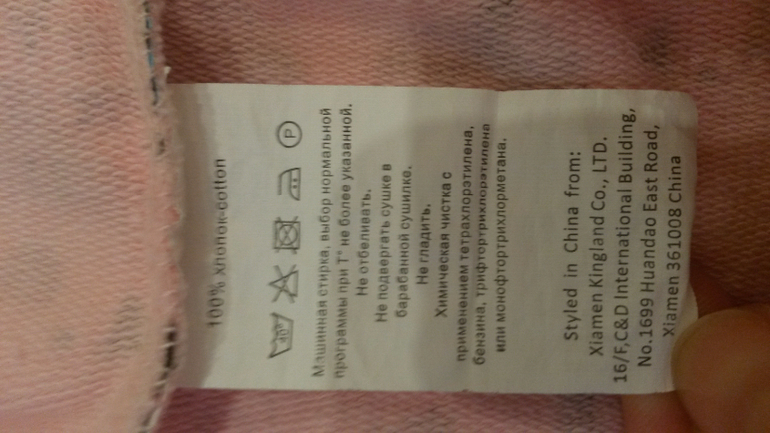 100% хлопок-cotton
40°
P
Машинная стирка, выбор нормальной
программы при T° не более указанной.
Не отбеливать.
Не подвергать сушке в
барабанной сушилке.
Не гладить.
Химическая чистка с
применением тетрахлорэтилена,
бензина, трифтортрихлорэтилена
или монофтортрихлорметана.
Styled in China from:
Xiamen Kingland Co., LTD.
16/F,C&D International Building,
No.1699 Huandao East Road,
Xiamen 361008 China